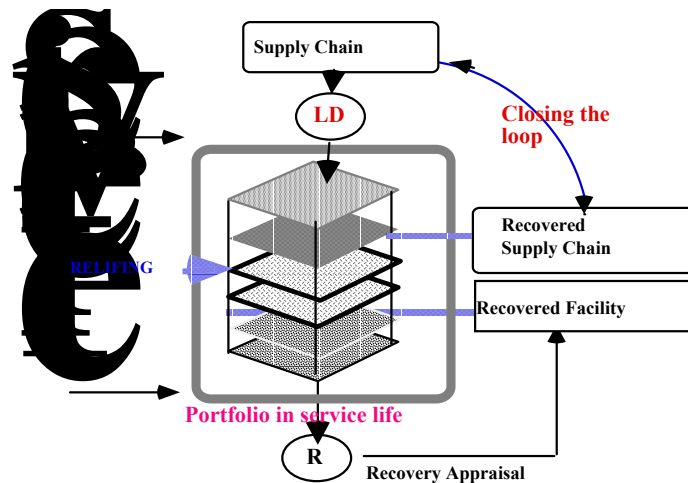 Supply Chain
LD
Closing the
loop
Recovered
Supply Chain
RELIFING
Recovered Facility
Portfolio in service life
R
Recovery Appraisal